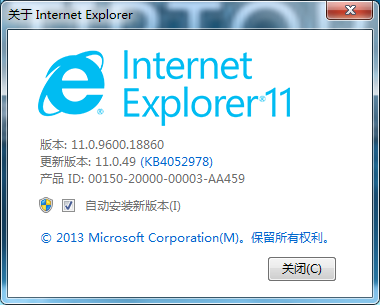 关于 Internet Explorer
Internet
Explorer®11
版本: 11.0.9600.18860
更新版本: 11.0.49 (KB4052978)
产品 ID: 00150-20000-00003-AA459
自动安装新版本(I)
© 2013 Microsoft Corporation(M)。保留所有权利。
关闭(C)